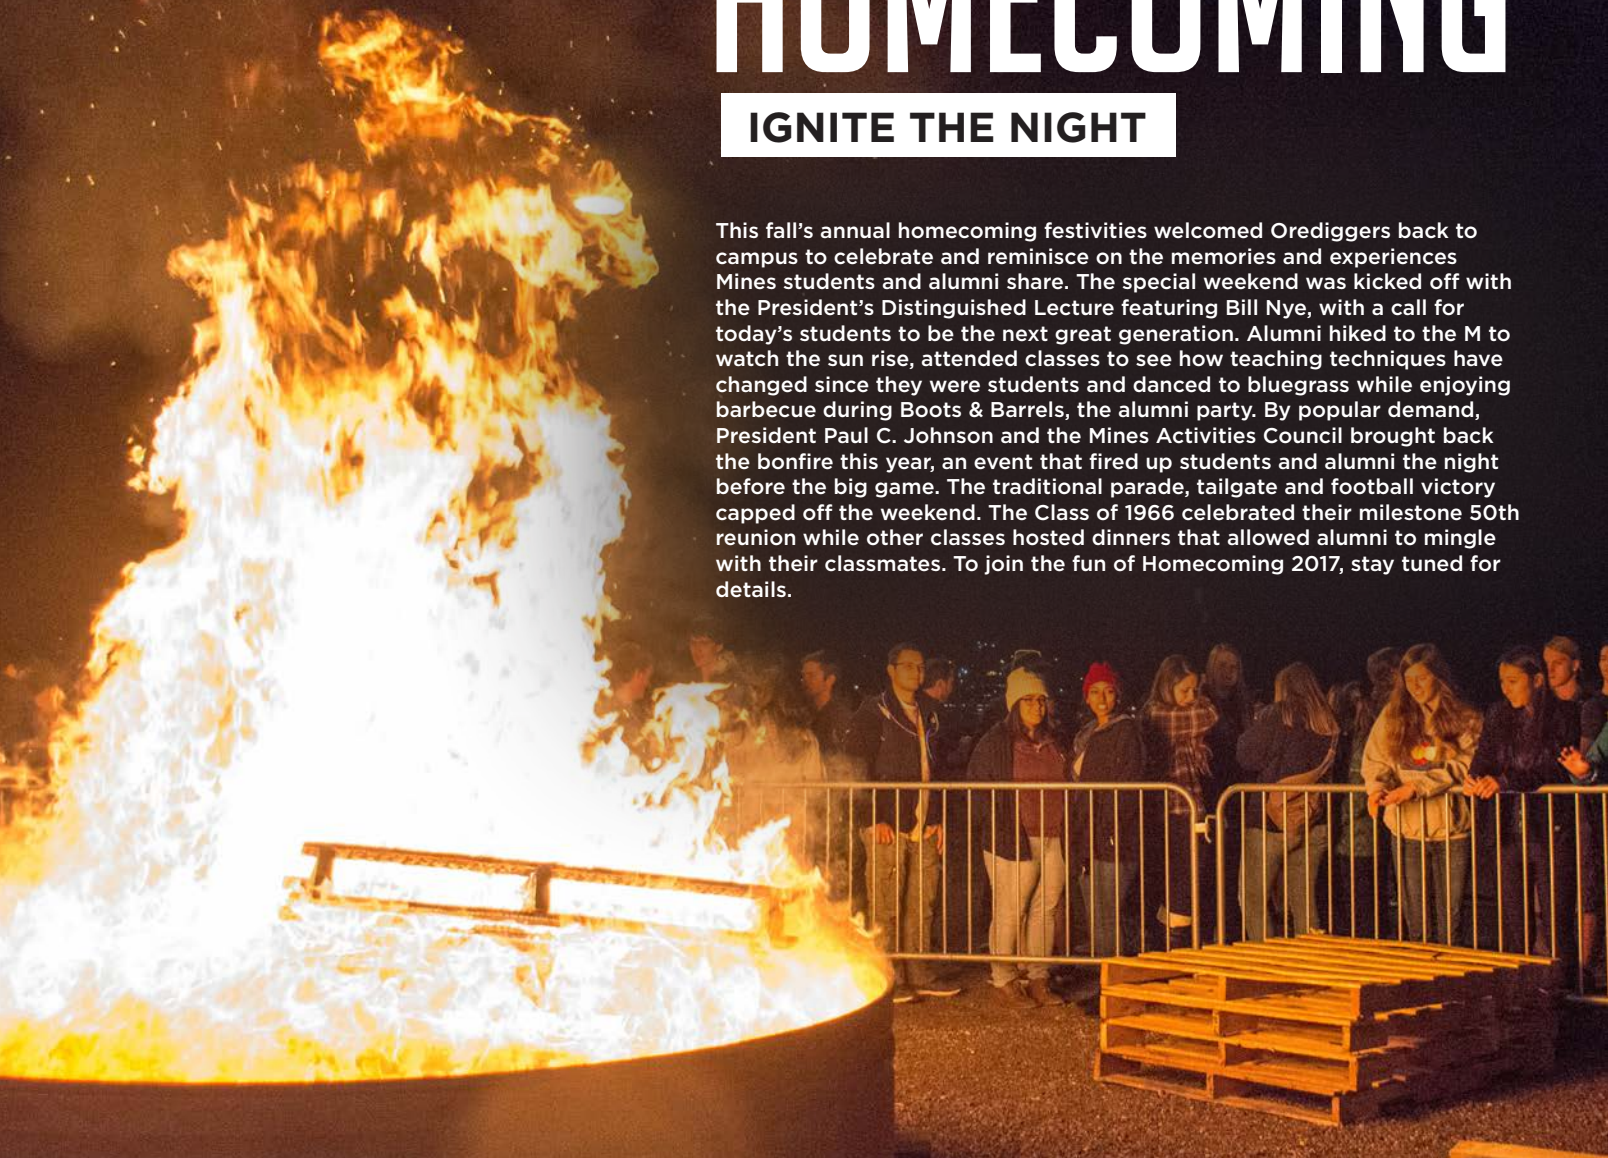 HOMECOMING
IGNITE THE NIGHT
This fall’s annual homecoming festivities welcomed Orediggers back to
campus to celebrate and reminisce on the memories and experiences
Mines students and alumni share. The special weekend was kicked off with
the President’s Distinguished Lecture featuring Bill Nye, with a call for
today’s students to be the next great generation. Alumni hiked to the M to
watch the sun rise, attended classes to see how teaching techniques have
changed since they were students and danced to bluegrass while enjoying
barbecue during Boots & Barrels, the alumni party. By popular demand,
President Paul C. Johnson and the Mines Activities Council brought back
the bonfire this year, an event that fired up students and alumni the night
before the big game. The traditional parade, tailgate and football victory
capped off the weekend. The Class of 1966 celebrated their milestone 50th
reunion while other classes hosted dinners that allowed alumni to mingle
with their classmates. To join the fun of Homecoming 2017, stay tuned for
details.